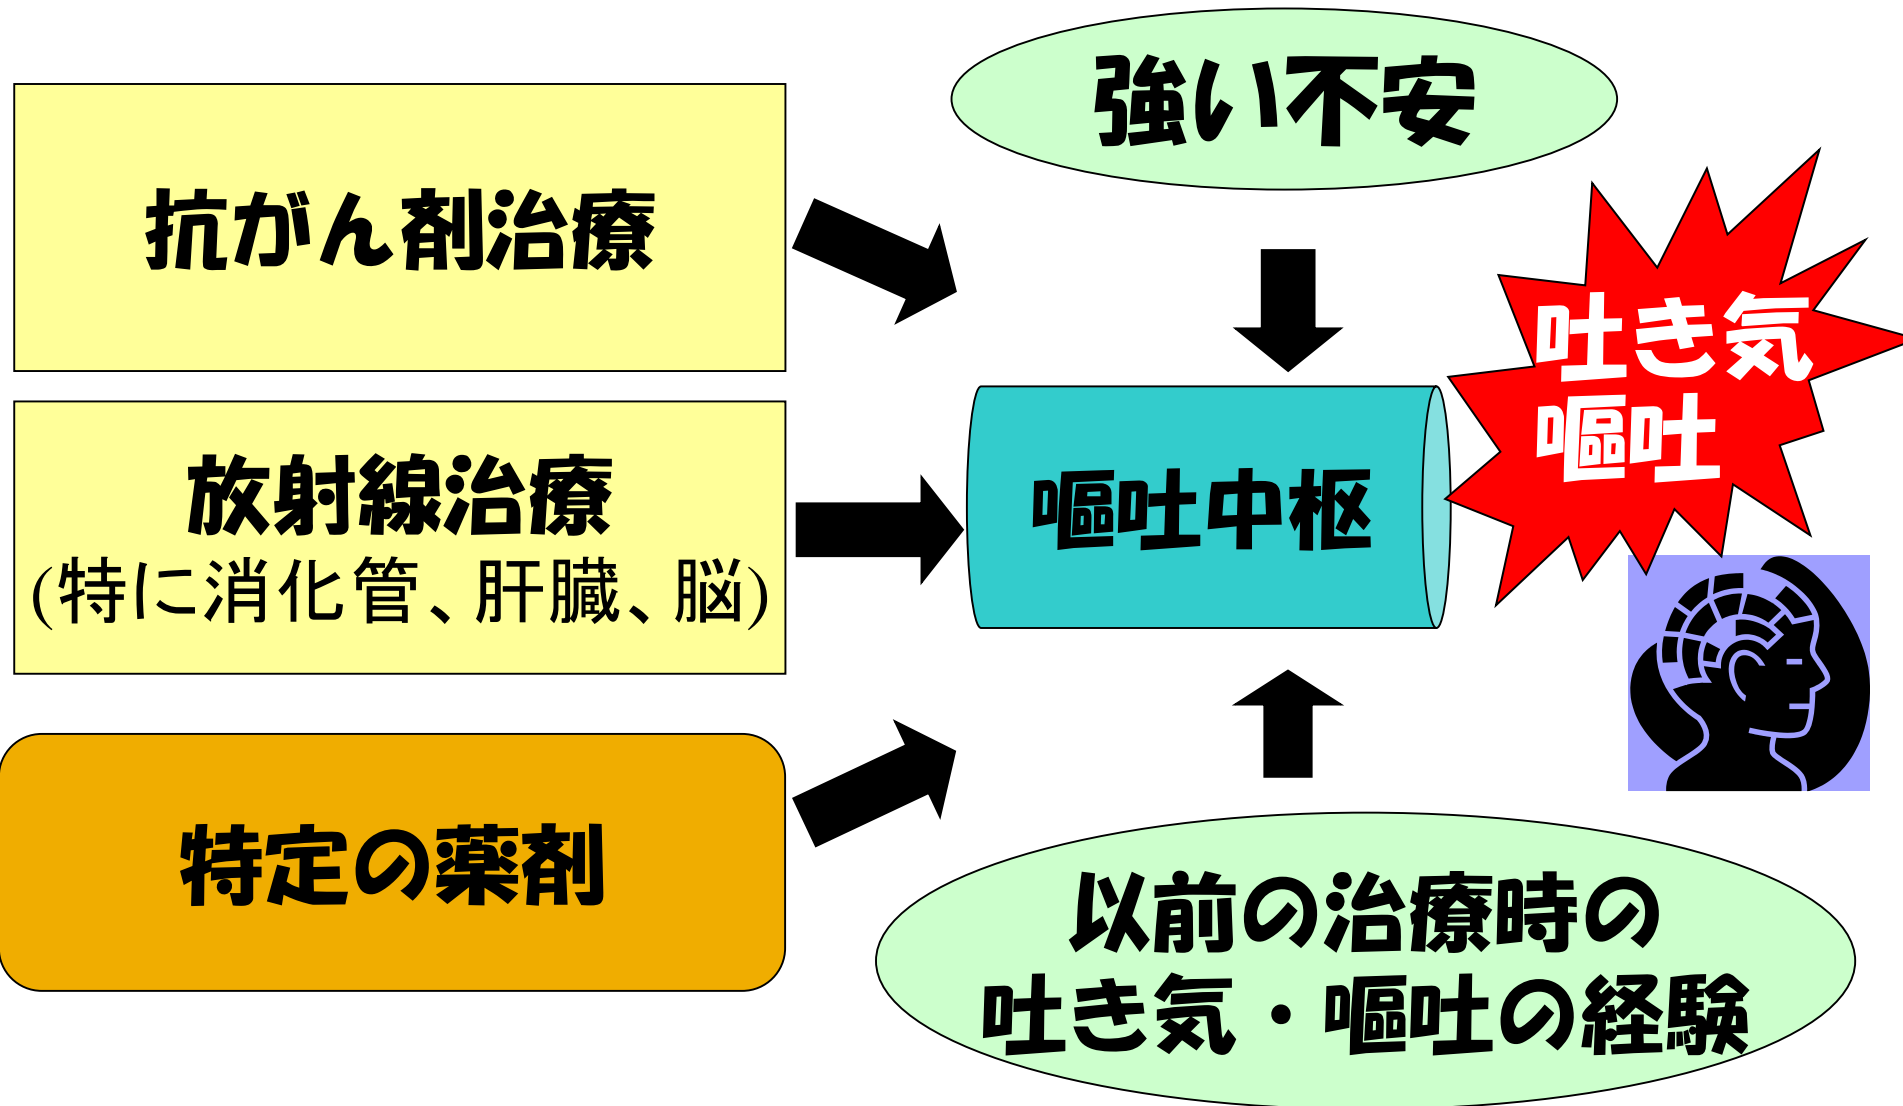 強い不安
抗がん剤治療
吐き気
嘔吐
放射線治療
(特に消化管、肝臓、脳)
嘔吐中枢
特定の薬剤
以前の治療時の
吐き気・嘔吐の経験